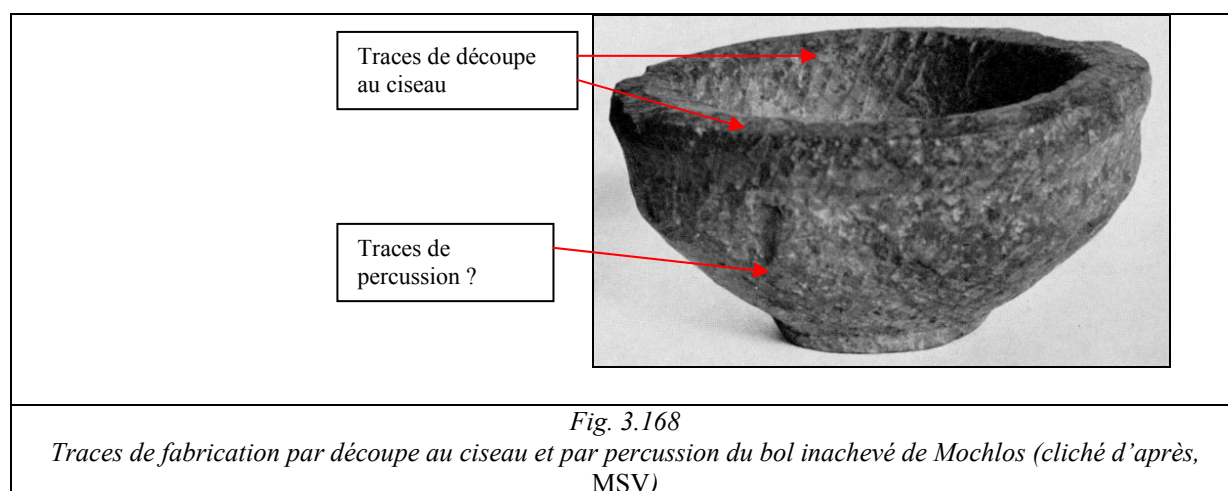 Traces de découpe
au ciseau
Traces de
percussion ?
Fig. 3.168
Traces de fabrication par découpe au ciseau et par percussion du bol inachevé de Mochlos (cliché d’après,
MSV)